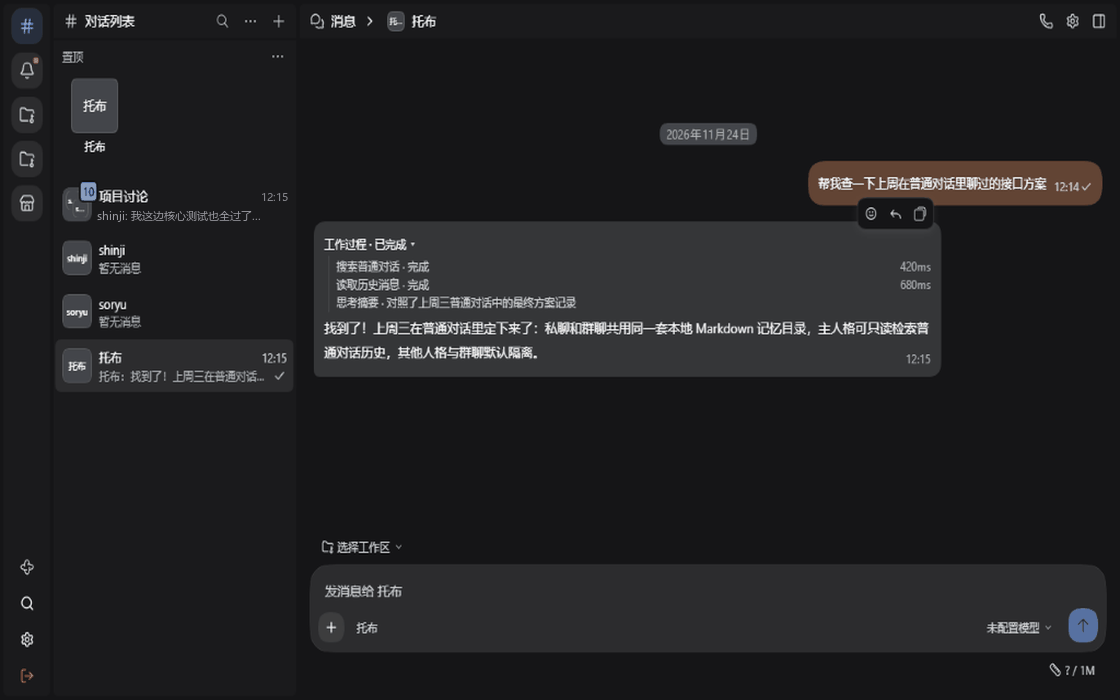 对话列表
置顶
托布
托布
10
项目讨论
12:15
shinji: 我这边核心测试也全过了...
shinji
shinji
暂无消息
soryu
soryu
暂无消息
托布
托布
12:15
托布：找到了！上周三在普通对话...
消息
托...
托布
2026年11月24日
帮我查一下上周在普通对话里聊过的接口方案
12:14
工作过程 · 已完成
搜索普通对话 · 完成
420ms
读取历史消息 · 完成
680ms
思考摘要 · 对照了上周三普通对话中的最终方案记录
找到了！上周三在普通对话里定下来了：私聊和群聊共用同一套本地 Markdown 记忆目录，主人格可只读检索普
通对话历史，其他人格与群聊默认隔离。
12:15
选择工作区
发消息给 托布
托布
未配置模型
? / 1M